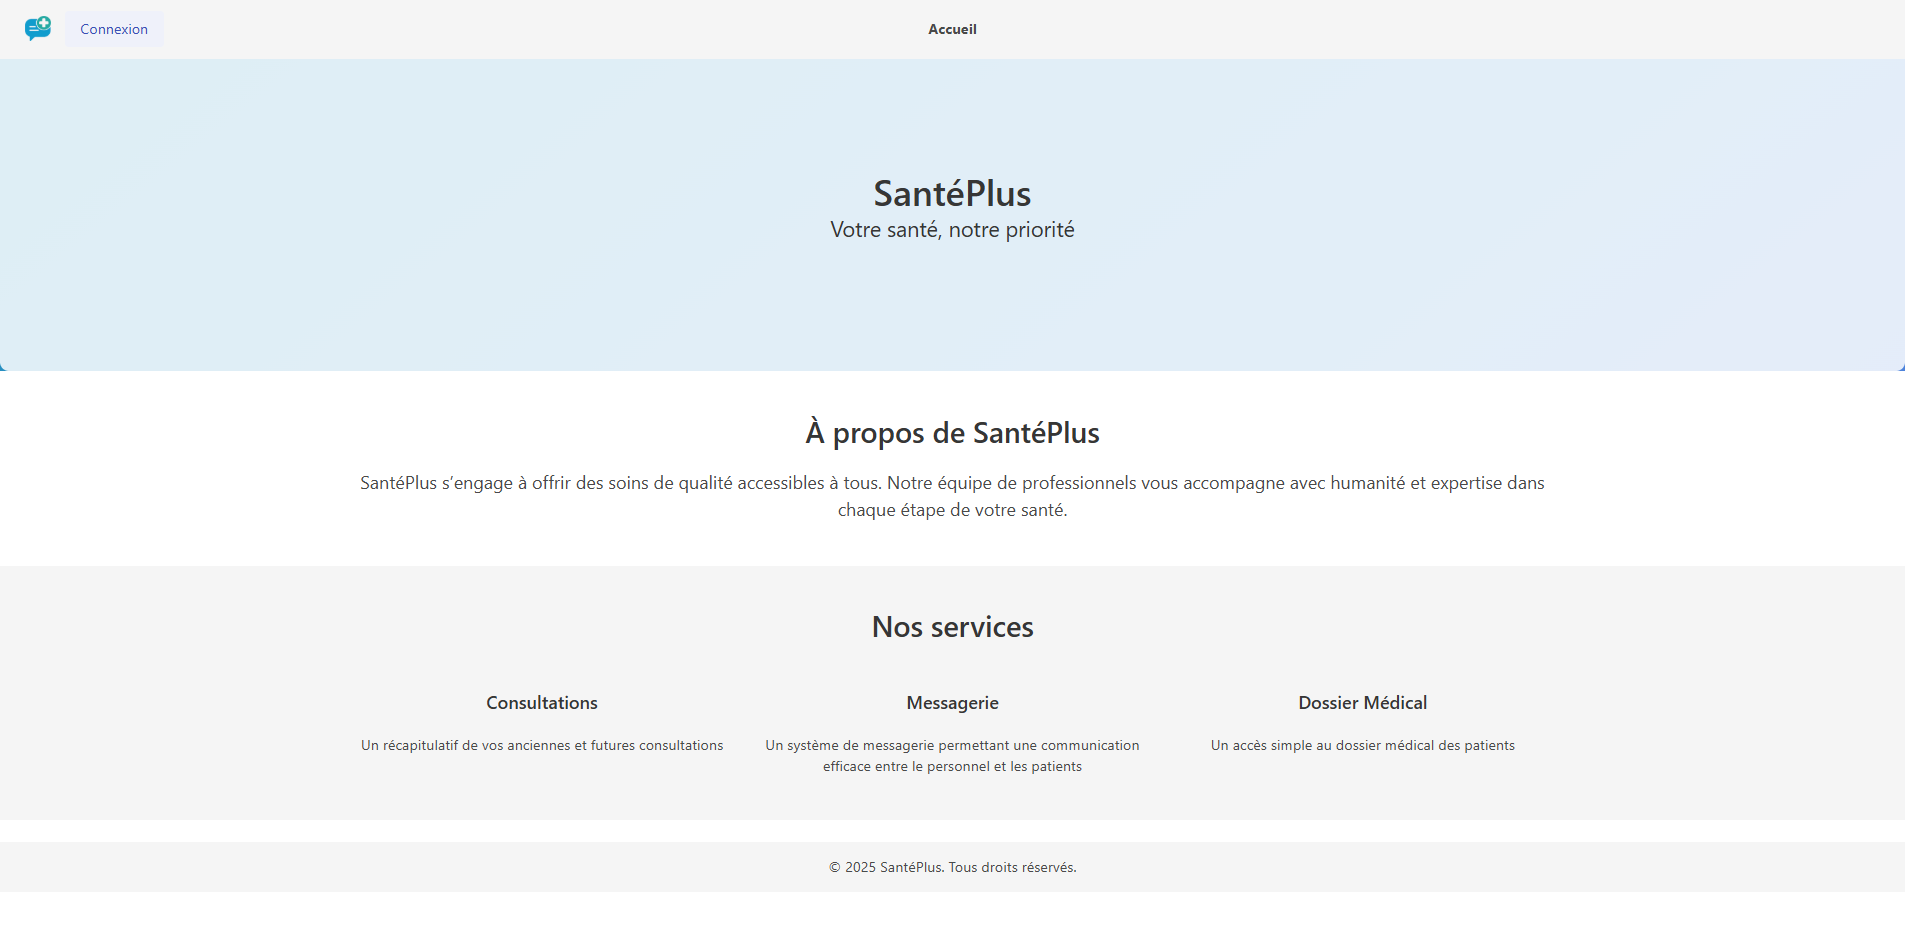 Connexion
Accueil
SantéPlus
Votre santé, notre priorité
À propos de SantéPlus
SantéPlus s’engage à offrir des soins de qualité accessibles à tous. Notre équipe de professionnels vous accompagne avec humanité et expertise dans
chaque étape de votre santé.
Nos services
Consultations
Un récapitulatif de vos anciennes et futures consultations
Messagerie
Un système de messagerie permettant une communication
efficace entre le personnel et les patients
Dossier Médical
Un accès simple au dossier médical des patients
© 2025 SantéPlus. Tous droits réservés.